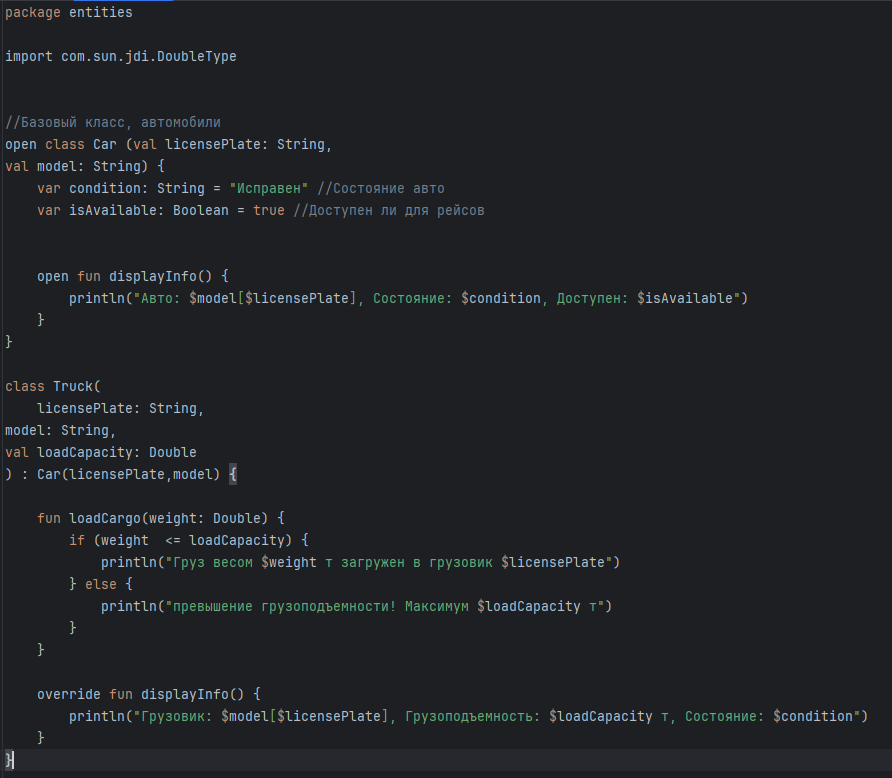 package entities
import com.sun.jdi.DoubleType
//Базовый класс, автомобили
open class Car (val licensePlate: String,
val model: String) {
    var condition: String = "Исправен" //Состояние авто
    var isAvailable: Boolean = true //Доступен ли для рейсов
    open fun displayInfo() {
        println("Авто: $model[$licensePlate], Состояние: $condition, Доступен: $isAvailable")
    }
}
class Truck(
    licensePlate: String,
model: String,
val loadCapacity: Double
) : Car(licensePlate,model) {
    fun loadCargo(weight: Double) {
        if (weight  <= loadCapacity) {
            println("Груз весом $weight т загружен в грузовик $licensePlate")
        } else {
            println("превышение грузоподъемности! Максимум $loadCapacity т")
        }
    }
    override fun displayInfo() {
        println("Грузовик: $model[$licensePlate], Грузоподъемность: $loadCapacity т, Состояние: $condition")
    }
}